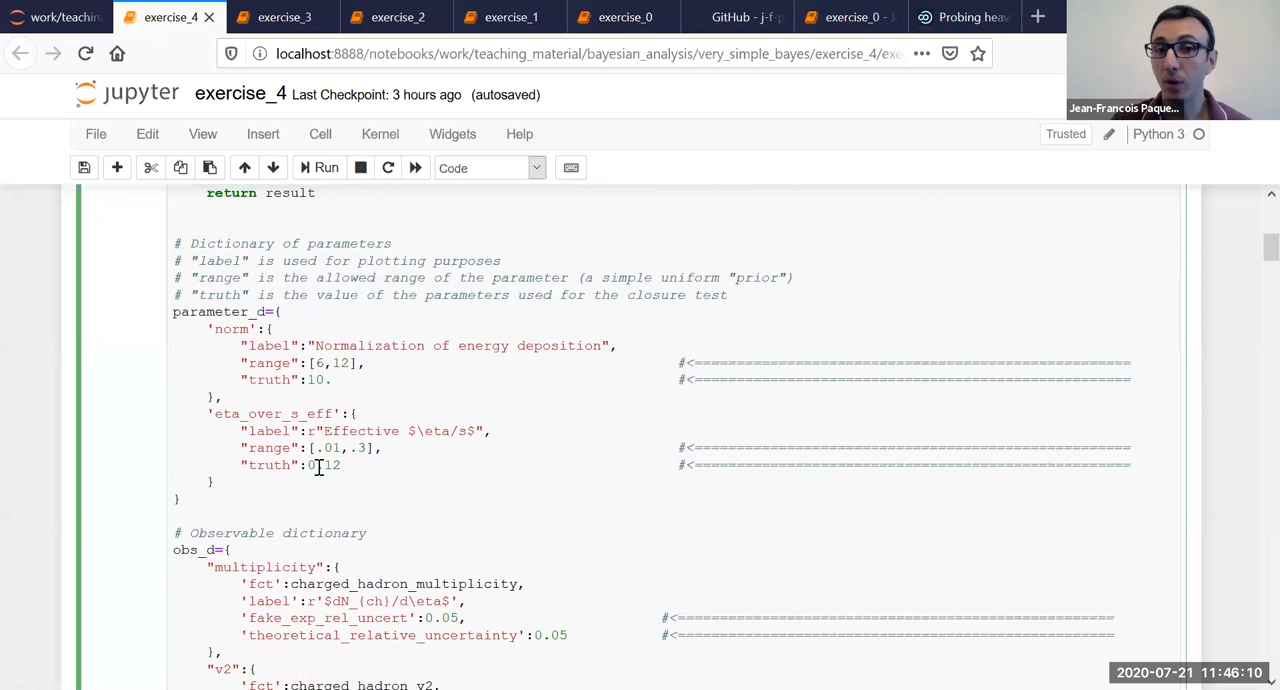 work/teachin
exercise_4
exercise_3
exercise_2
exercise_1
exercise_0
GitHub - j-f-p
exercise_0 - J
Probing heav
localhost:8888/notebooks/work/teaching_material/bayesian_analysis/very_simple_bayes/exercise_4/exe
Jean-Francois Paque...
jupyter
exercise_4 Last Checkpoint: 3 hours ago (autosaved)
File Edit View Insert Cell Kernel Widgets Help
Trusted
Python 3
Run
Code
return result
# Dictionary of parameters
# "label" is used for plotting purposes
# "range" is the allowed range of the parameter (a simple uniform "prior")
# "truth" is the value of the parameters used for the closure test
parameter_d={
'norm':{
"label":"Normalization of energy deposition",
"range":[6,12], #<====================================================
"truth":10. #<====================================================
},
'eta_over_s_eff':{
"label":r"Effective $\eta/s$",
"range":[.01,.3], #<====================================================
"truth":0.12 #<====================================================
}
}
# Observable dictionary
obs_d={
"multiplicity":{
'fct':charged_hadron_multiplicity,
'label':r'$dN_{ch}/d\eta$',
'fake_exp_rel_uncert':0.05, #<====================================================
'theoretical_relative_uncertainty':0.05 #<====================================================
},
"v2":{
'fct':charged_hadron_v2,
2020-07-21 11:46:10